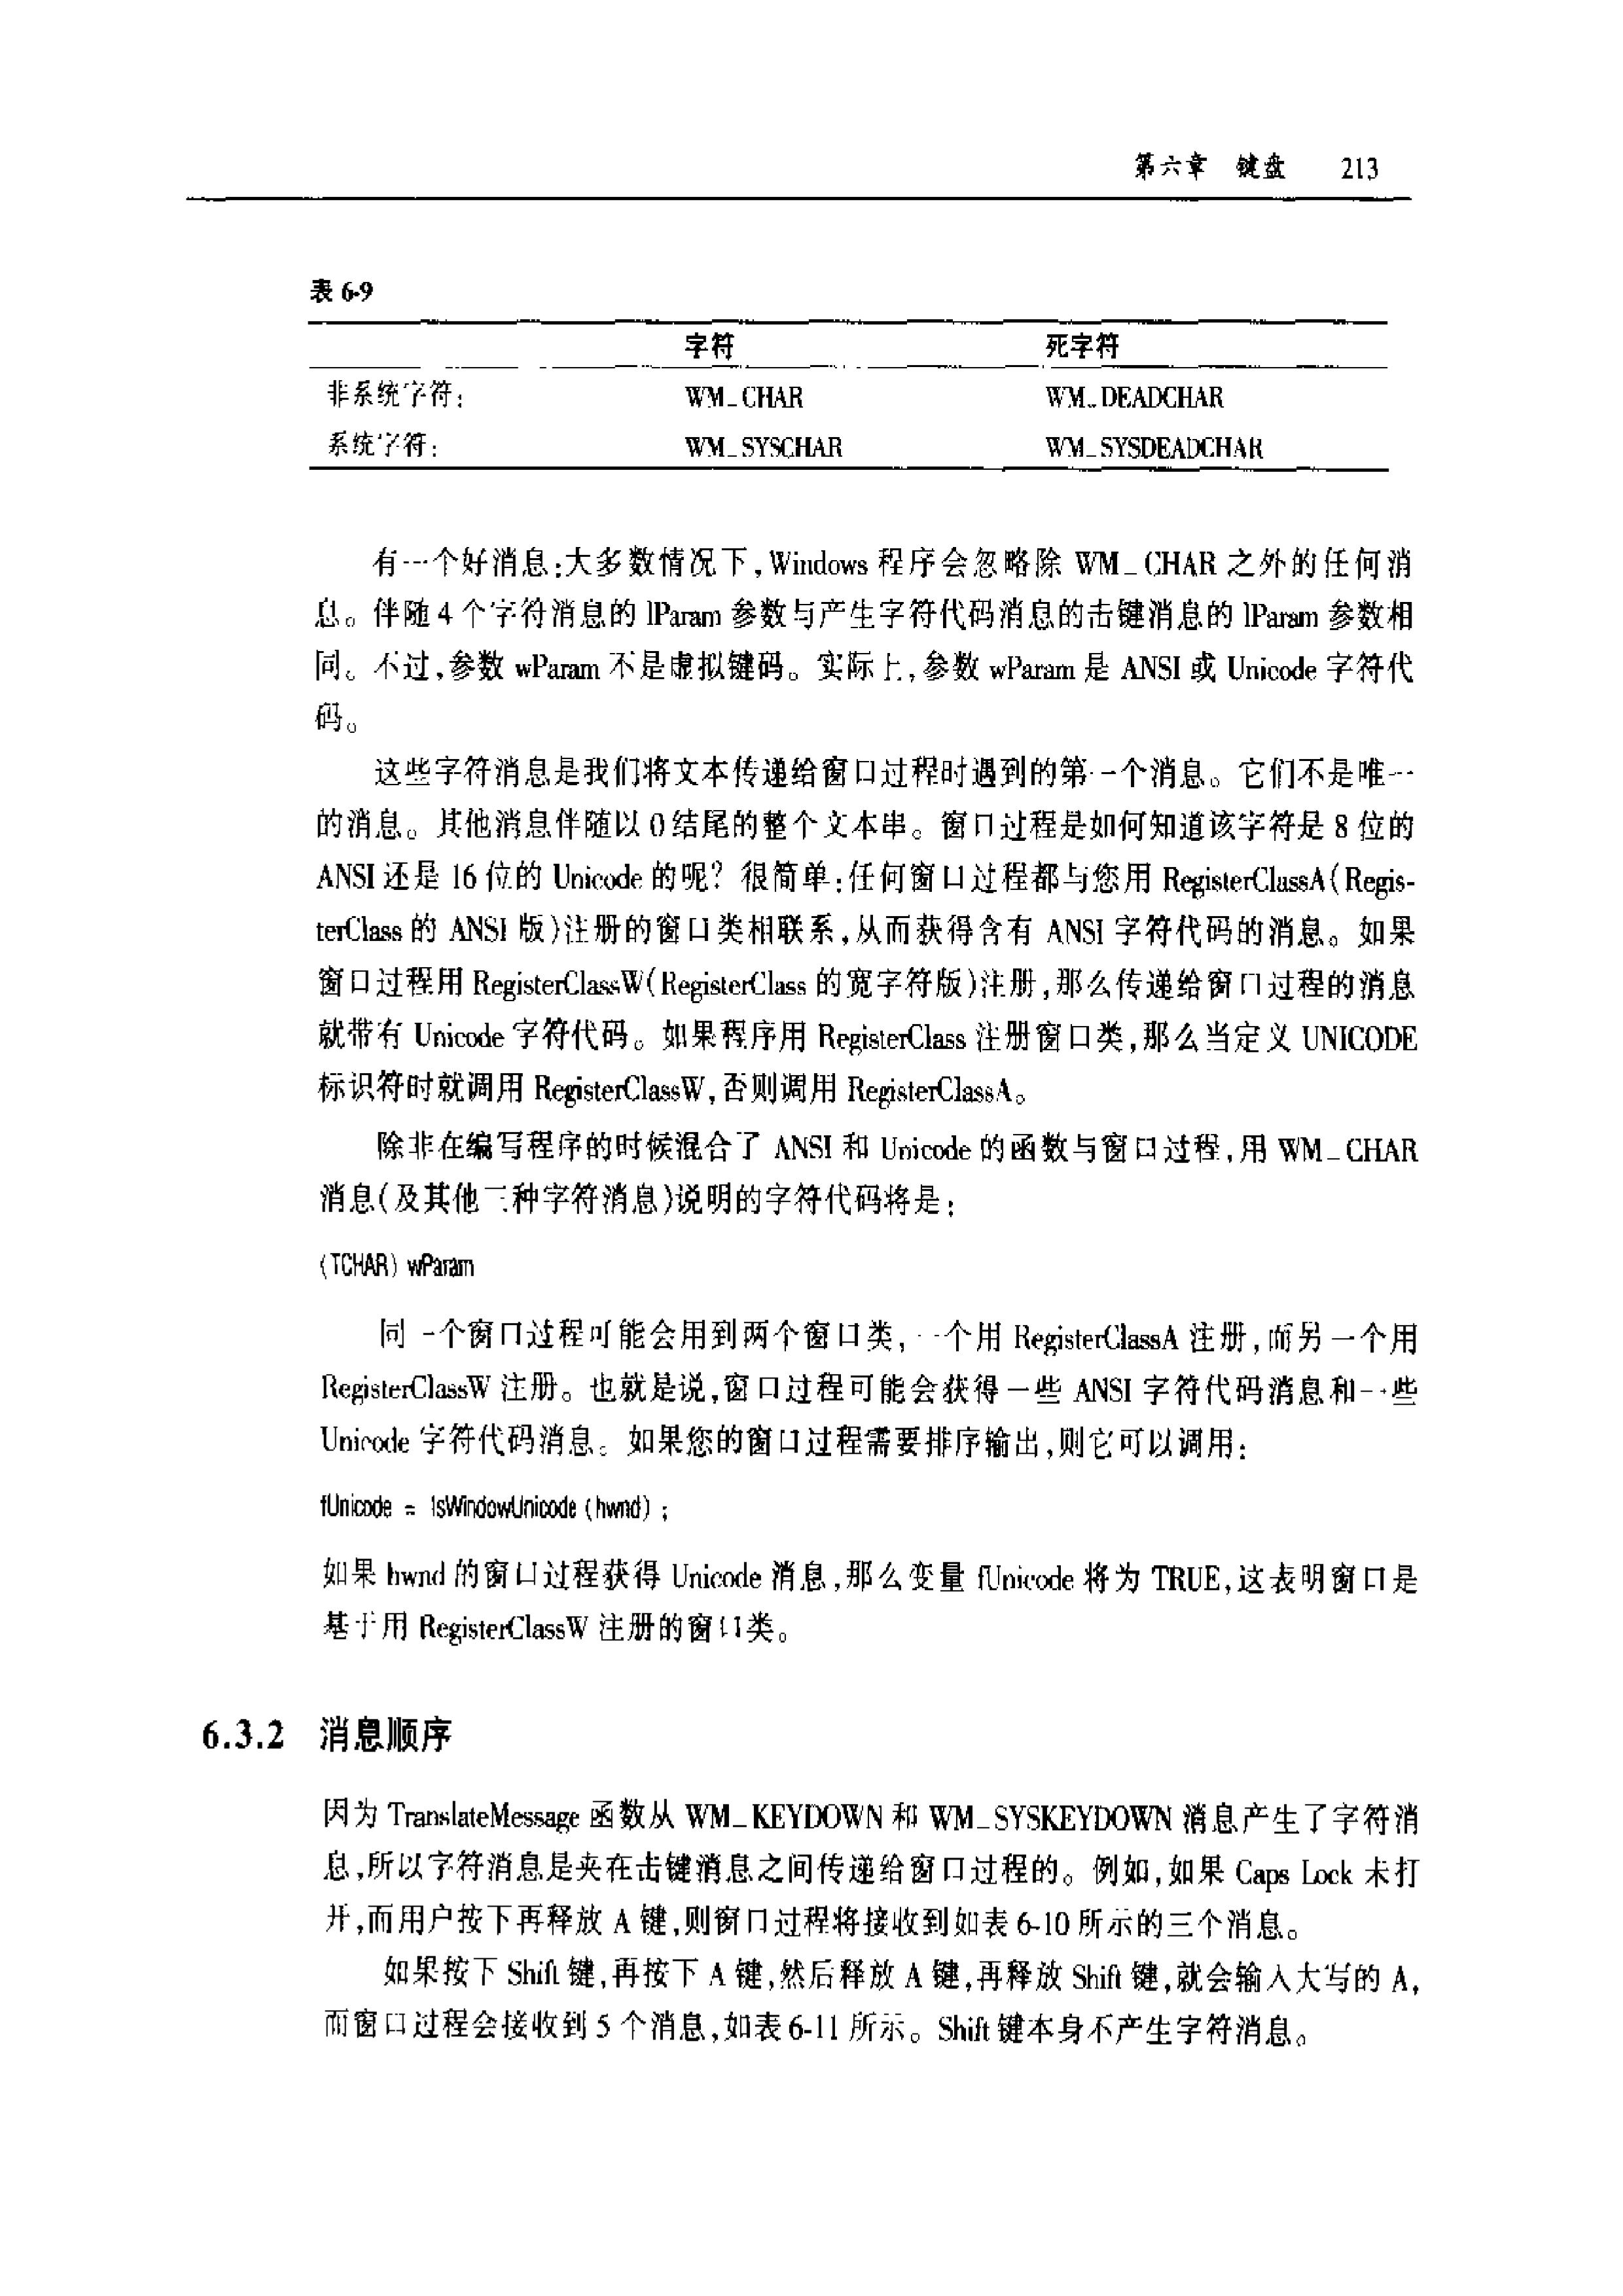 第六章 键盘 213
表 6-9
字符 死字符
非系统字符: WM_CHAR WM_DEADCHAR
系统字符: WM_SYSCHAR WM_SYSDEADCHAR
有一个好消息:大多数情况下,Windows 程序会忽略除 WM_CHAR 之外的任何消
息。伴随 4 个字符消息的 lParam 参数与产生字符代码消息的击键消息的 lParam 参数相
同。不过,参数 wParam 不是虚拟键码。实际上,参数 wParam 是 ANSI 或 Unicode 字符代
码。
这些字符消息是我们将文本传递给窗口过程时遇到的第一个消息。它们不是唯一
的消息。其他消息伴随以 0 结尾的整个文本串。窗口过程是如何知道该字符是 8 位的
ANSI 还是 16 位的 Unicode 的呢? 很简单:任何窗口过程都与您用 RegisterClassA(Regis-
terClass 的 ANSI 版)注册的窗口类相联系,从而获得含有 ANSI 字符代码的消息。如果
窗口过程用 RegisterClassW(RegisterClass 的宽字符版)注册,那么传递给窗口过程的消息
就带有 Unicode 字符代码。如果程序用 RegisterClass 注册窗口类,那么当定义 UNICODE
标识符时就调用 RegisterClassW,否则调用 RegisterClassA。
除非在编写程序的时候混合了 ANSI 和 Unicode 的函数与窗口过程,用 WM_CHAR
消息(及其他三种字符消息)说明的字符代码将是:
(TCHAR) wParam
同一个窗口过程可能会用到两个窗口类,一个用 RegisterClassA 注册,而另一个用
RegisterClassW 注册。也就是说,窗口过程可能会获得一些 ANSI 字符代码消息和一些
Unicode 字符代码消息。如果您的窗口过程需要排序输出,则它可以调用:
fUnicode = IsWindowUnicode (hwnd) ;
如果 hwnd 的窗口过程获得 Unicode 消息,那么变量 fUnicode 将为 TRUE,这表明窗口是
基于用 RegisterClassW 注册的窗口类。
6.3.2 消息顺序
因为 TranslateMessage 函数从 WM_KEYDOWN 和 WM_SYSKEYDOWN 消息产生了字符消
息,所以字符消息是夹在击键消息之间传递给窗口过程的。例如,如果 Caps Lock 未打
开,而用户按下再释放 A 键,则窗口过程将接收到如表 6-10 所示的三个消息。
如果按下 Shift 键,再按下 A 键,然后释放 A 键,再释放 Shift 键,就会输入大写的 A,
而窗口过程会接收到 5 个消息,如表 6-11 所示。Shift 键本身不产生字符消息。